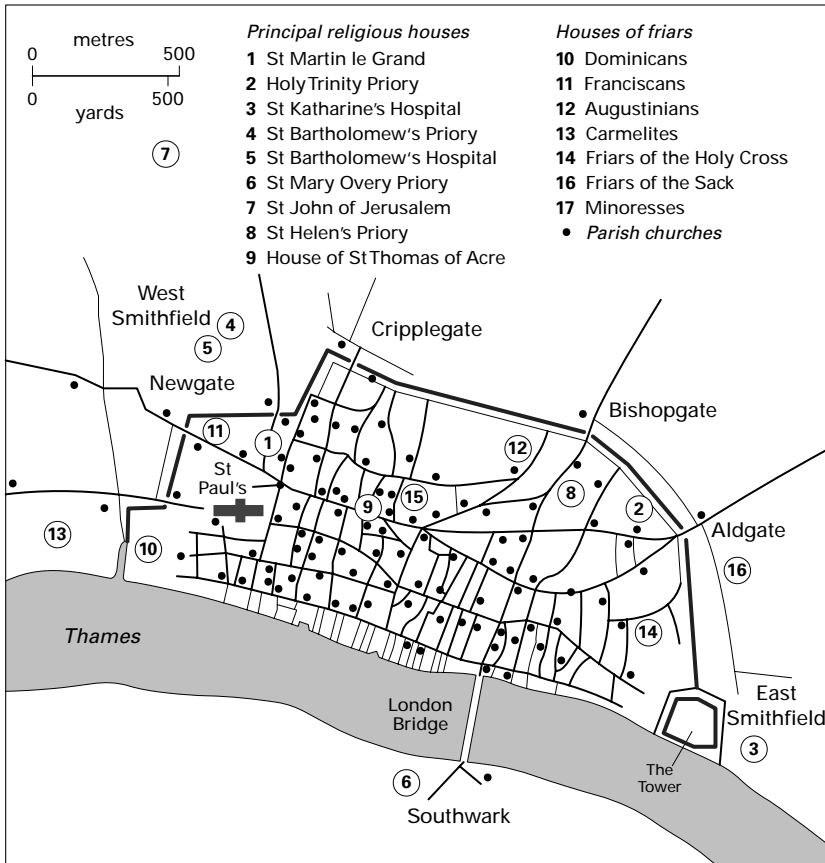 metres
0 500
0 500
yards
Principal religious houses
1 St Martin le Grand
2 Holy Trinity Priory
3 St Katharine's Hospital
4 St Bartholomew's Priory
5 St Bartholomew's Hospital
6 St Mary Overy Priory
7 St John of Jerusalem
8 St Helen's Priory
9 House of St Thomas of Acre
Houses of friars
10 Dominicans
11 Franciscans
12 Augustinians
13 Carmelites
14 Friars of the Holy Cross
16 Friars of the Sack
17 Minoresses
• Parish churches
7
West
Smithfield
4
5
Cripplegate
Newgate
Bishopgate
11
1
12
St
Paul's
15
8
9
2
Aldgate
13
10
16
14
Thames
London
Bridge
East
Smithfield
3
The
Tower
6
Southwark